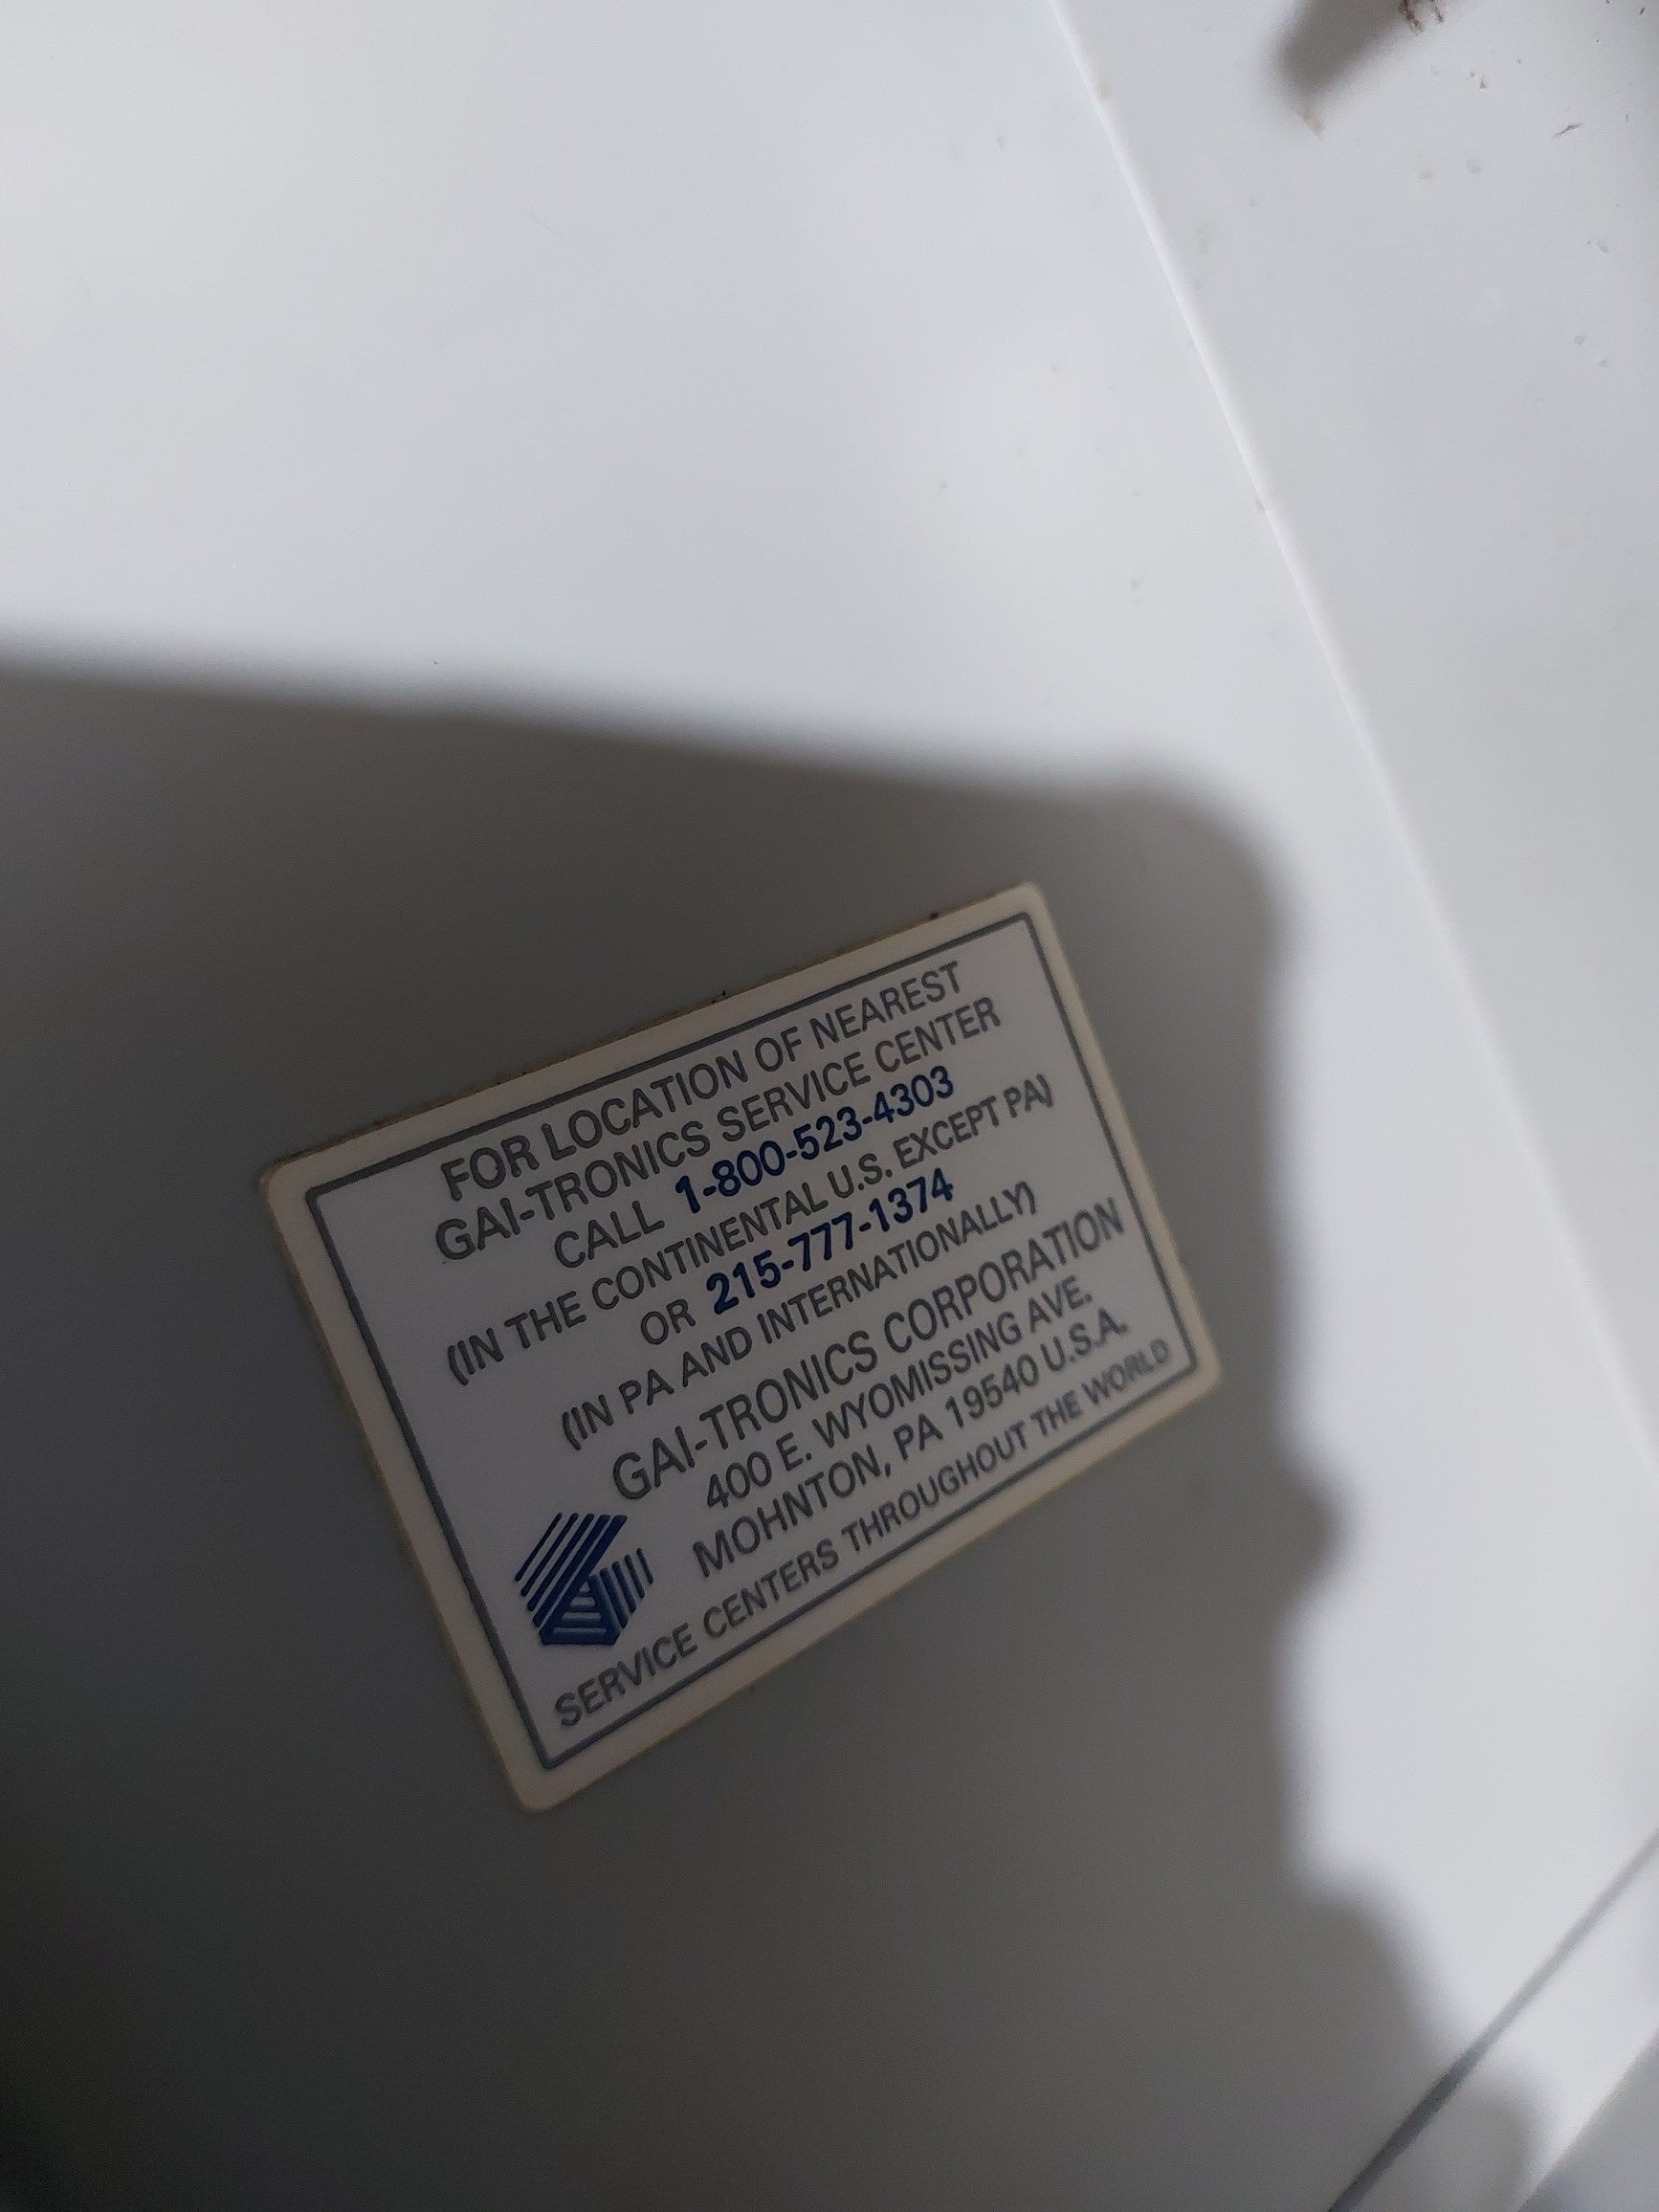 FOR LOCATION OF NEAREST
GAI-TRONICS SERVICE CENTER
CALL 1-800-523-4303
(IN THE CONTINENTAL U.S. EXCEPT PA)
OR 215-777-1374
(IN PA AND INTERNATIONALLY)
GAI-TRONICS CORPORATION
400 E. WYOMISSING AVE.
MOHNTON, PA 19540 U.S.A.
SERVICE CENTERS THROUGHOUT THE WORLD